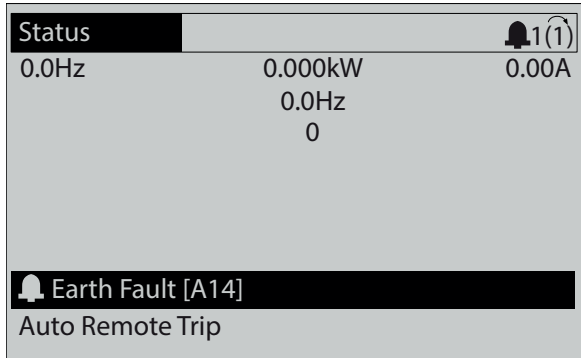 Status 1(1)
0.0Hz 0.000kW 0.00A
0.0Hz
0
Earth Fault [A14]
Auto Remote Trip